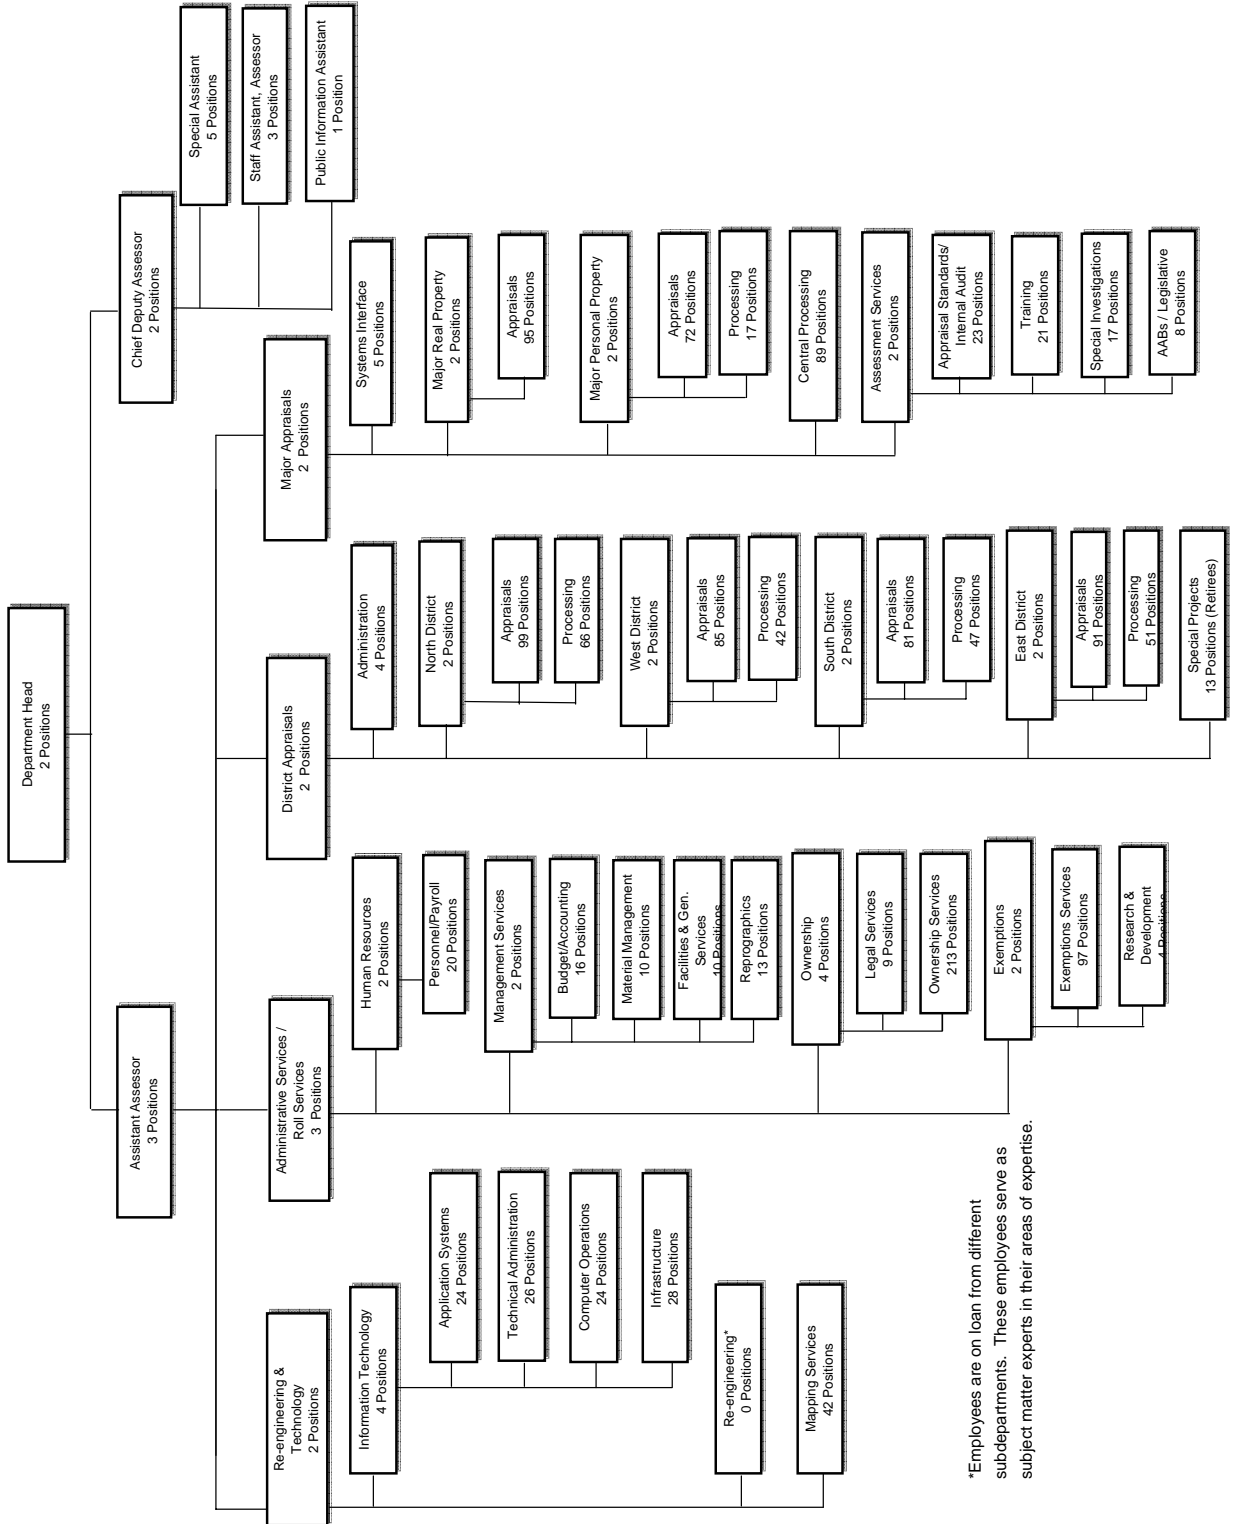 Department Head
2 Positions
Assistant Assessor
3 Positions
Chief Deputy Assessor
2 Positions
Special Assistant
5 Positions
Staff Assistant, Assessor
3 Positions
Public Information Assistant
1 Position
Re-engineering &
Technology
2 Positions
Information Technology
4 Positions
Application Systems
24 Positions
Technical Administration
26 Positions
Computer Operations
24 Positions
Infrastructure
28 Positions
Re-engineering*
0 Positions
Mapping Services
42 Positions
Administrative Services /
Roll Services
3 Positions
Human Resources
2 Positions
Personnel/Payroll
20 Positions
Management Services
2 Positions
Budget/Accounting
16 Positions
Material Management
10 Positions
Facilities & Gen.
Services
10 Positions
Reprographics
13 Positions
Ownership
4 Positions
Legal Services
9 Positions
Ownership Services
213 Positions
Exemptions
2 Positions
Exemptions Services
97 Positions
Research &
Development
4 Positions
District Appraisals
2 Positions
Administration
4 Positions
North District
2 Positions
Appraisals
99 Positions
Processing
66 Positions
West District
2 Positions
Appraisals
85 Positions
Processing
42 Positions
South District
2 Positions
Appraisals
81 Positions
Processing
47 Positions
East District
2 Positions
Appraisals
91 Positions
Processing
51 Positions
Special Projects
13 Positions (Retirees)
Major Appraisals
2 Positions
Systems Interface
5 Positions
Major Real Property
2 Positions
Appraisals
95 Positions
Major Personal Property
2 Positions
Appraisals
72 Positions
Processing
17 Positions
Central Processing
89 Positions
Assessment Services
2 Positions
Appraisal Standards/
Internal Audit
23 Positions
Training
21 Positions
Special Investigations
17 Positions
AABs / Legislative
8 Positions
*Employees are on loan from different
subdepartments. These employees serve as
subject matter experts in their areas of expertise.